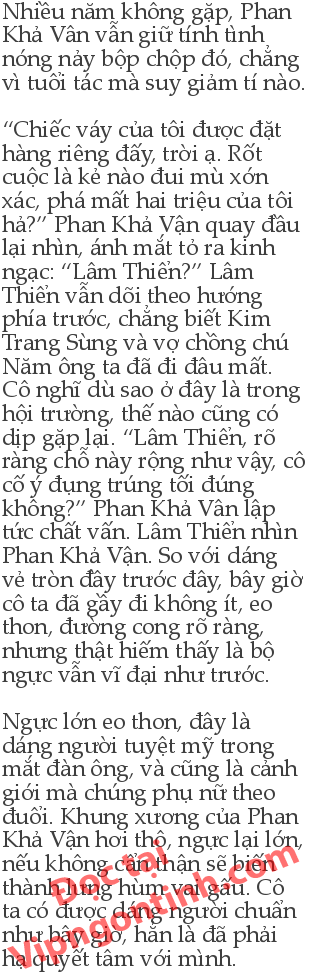 Nhiều năm không gặp, Phan
Khả Vân vẫn giữ tính tình
nóng nảy bộp chộp đó, chẳng
vì tuổi tác mà suy giảm tí nào.
“Chiếc váy của tôi được đặt
hàng riêng đấy, trời ạ. Rốt
cuộc là kẻ nào đui mù xớn
xác, phá mất hai triệu của tôi
hả?” Phan Khả Vận quay đầu
lại nhìn, ánh mắt tỏ ra kinh
ngạc: “Lâm Thiển?” Lâm
Thiển vẫn dõi theo hướng
phía trước, chẳng biết Kim
Trang Sùng và vợ chồng chú
Năm ông ta đã đi đâu mất.
Cô nghĩ dù sao ở đây là trong
hội trường, thế nào cũng có
dịp gặp lại. “Lâm Thiển, rõ
ràng chỗ này rộng như vậy, cô
cố ý đụng trúng tôi đúng
không?” Phan Khả Vân lập
tức chất vấn. Lâm Thiển nhìn
Phan Khả Vận. So với dáng
vẻ tròn đầy trước đây, bây giờ
cô ta đã gầy đi không ít, eo
thon, đường cong rõ ràng,
nhưng thật hiếm thấy là bộ
ngực vẫn vĩ đại như trước.
Ngực lớn eo thon, đây là
dáng người tuyệt mỹ trong
mắt đàn ông, và cũng là cảnh
giới mà chúng phụ nữ theo
đuổi. Khung xương của Phan
Khả Vận hơi thô, ngực lại lớn,
nếu không cẩn thận sẽ biến
thành lưng hùm vai gấu. Cô
ta có được dáng người chuẩn
như bây giờ, hẳn là đã phải
hạ quyết tâm với mình.
Đọc tại
Vipngontinh.com